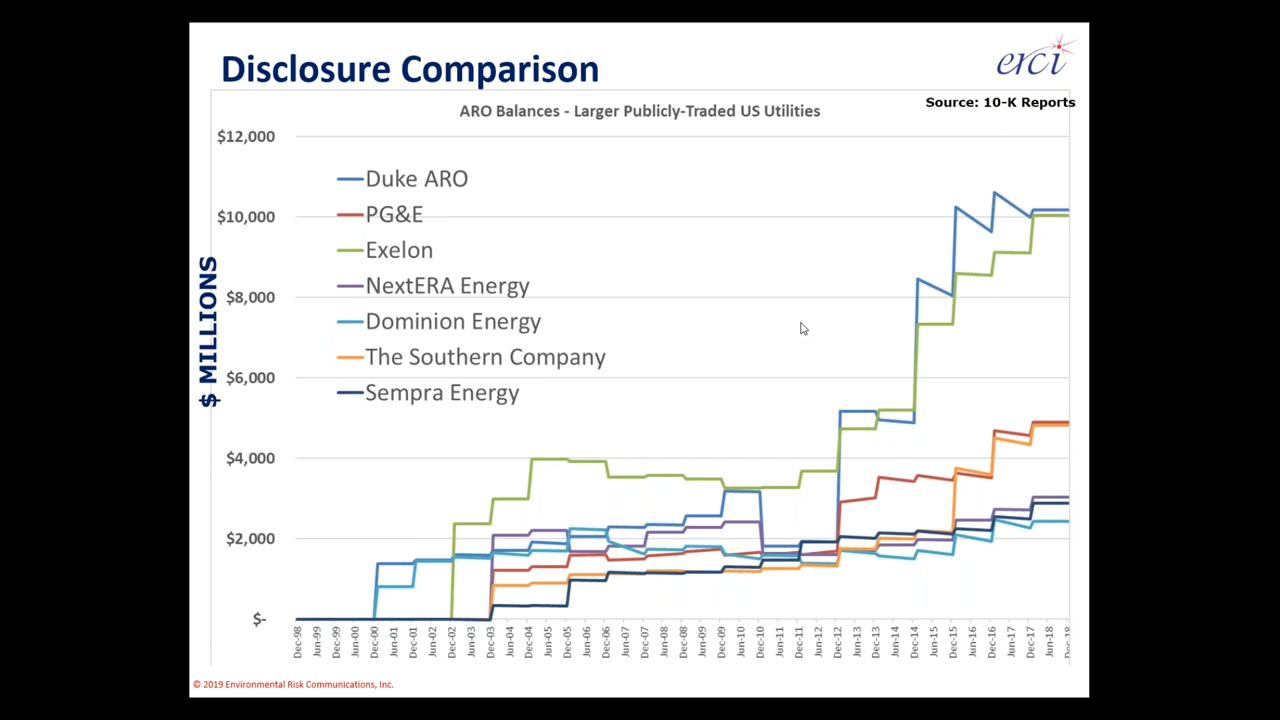 Disclosure Comparison
erci
Source: 10-K Reports
ARO Balances - Larger Publicly-Traded US Utilities
$ MILLIONS
$12,000
$10,000
$8,000
$6,000
$4,000
$2,000
$-
Duke ARO
PG&E
Exelon
NextERA Energy
Dominion Energy
The Southern Company
Sempra Energy
Dec-98
Jun-99
Dec-99
Jun-00
Dec-00
Jun-01
Dec-01
Jun-02
Dec-02
Jun-03
Dec-03
Jun-04
Dec-04
Jun-05
Dec-05
Jun-06
Dec-06
Jun-07
Dec-07
Jun-08
Dec-08
Jun-09
Dec-09
Jun-10
Dec-10
Jun-11
Dec-11
Jun-12
Dec-12
Jun-13
Dec-13
Jun-14
Dec-14
Jun-15
Dec-15
Jun-16
Dec-16
Jun-17
Dec-17
Jun-18
© 2019 Environmental Risk Communications, Inc.